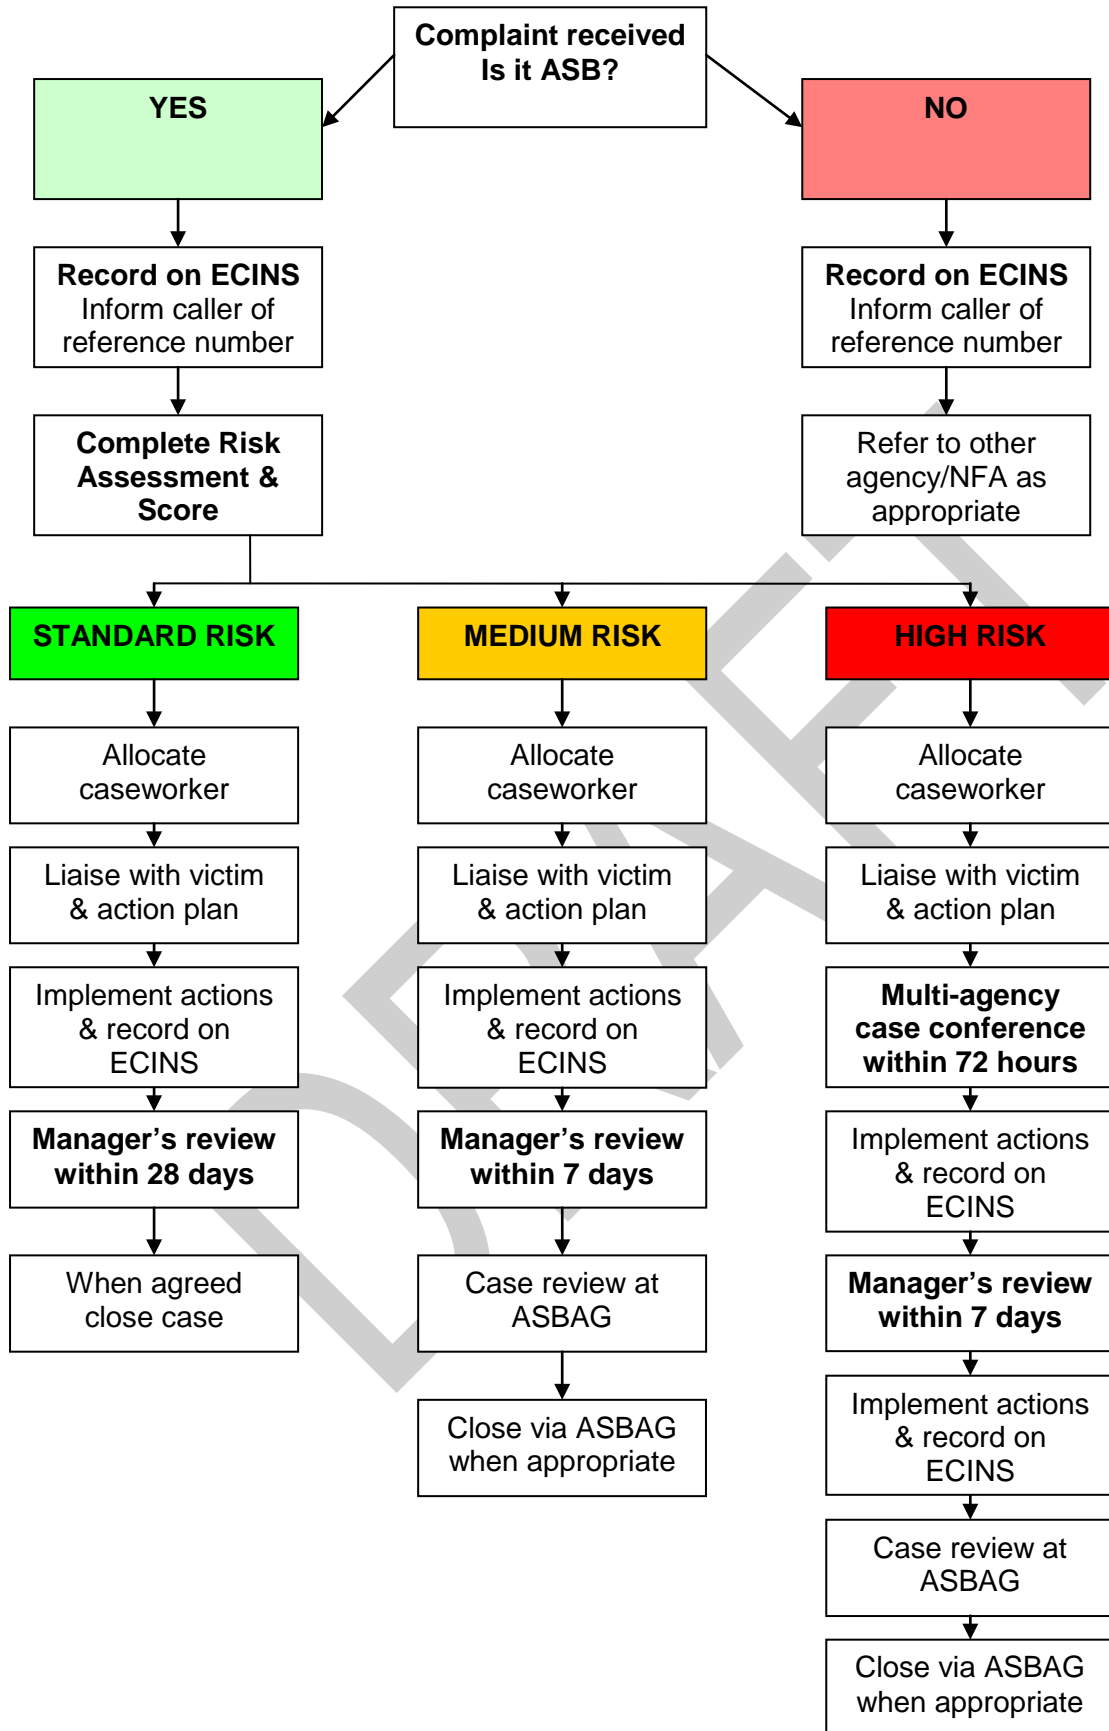 Complaint received
Is it ASB?
YES
NO
Record on ECINS
Inform caller of
reference number
Record on ECINS
Inform caller of
reference number
Complete Risk
Assessment &
Score
Refer to other
agency/NFA as
appropriate
STANDARD RISK
MEDIUM RISK
HIGH RISK
Allocate
caseworker
Allocate
caseworker
Allocate
caseworker
Liaise with victim
& action plan
Liaise with victim
& action plan
Liaise with victim
& action plan
Implement actions
& record on
ECINS
Implement actions
& record on
ECINS
Multi-agency
case conference
within 72 hours
Manager’s review
within 28 days
Manager’s review
within 7 days
Implement actions
& record on
ECINS
When agreed
close case
Case review at
ASBAG
Manager’s review
within 7 days
Close via ASBAG
when appropriate
Implement actions
& record on
ECINS
Case review at
ASBAG
Close via ASBAG
when appropriate
DRAFT